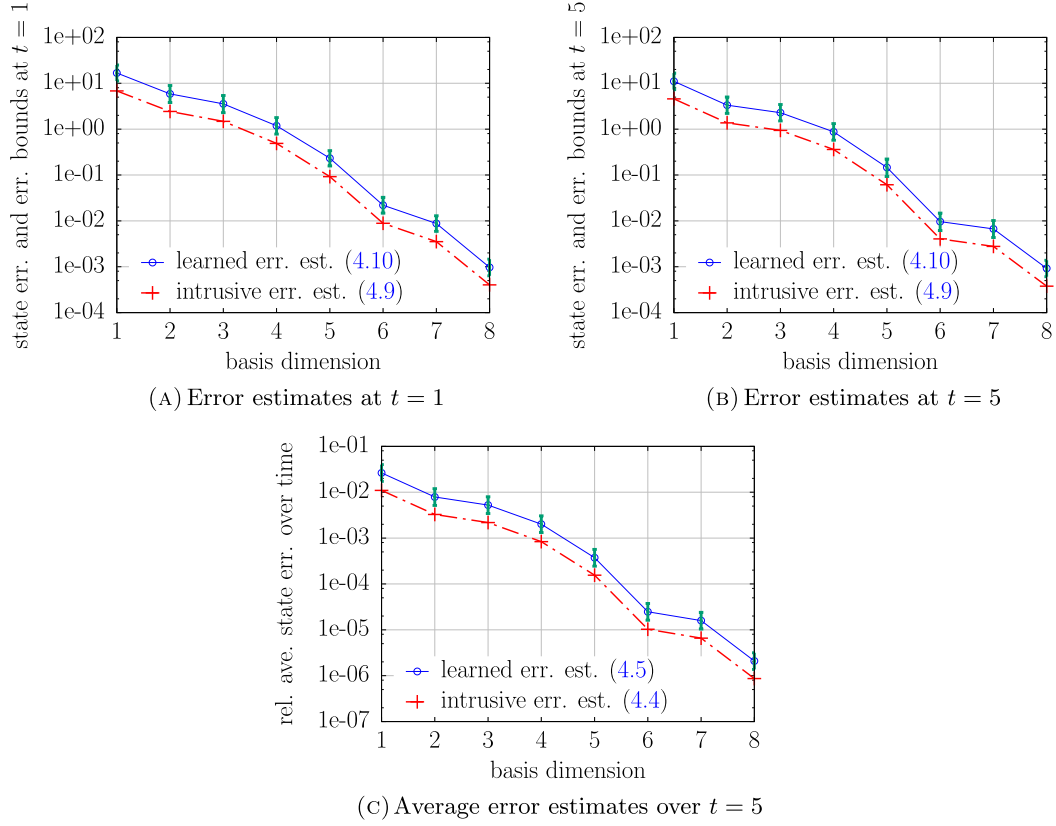 state err. and err. bounds at t = 1
1e+02
1e+01
1e+00
1e-01
1e-02
1e-03
1e-04
learned err. est. (4.10)
intrusive err. est. (4.9)
1 2 3 4 5 6 7 8
basis dimension
(A) Error estimates at t = 1
state err. and err. bounds at t = 5
1e+02
1e+01
1e+00
1e-01
1e-02
1e-03
1e-04
learned err. est. (4.10)
intrusive err. est. (4.9)
1 2 3 4 5 6 7 8
basis dimension
(B) Error estimates at t = 5
rel. ave. state err. over time
1e-01
1e-02
1e-03
1e-04
1e-05
1e-06
1e-07
learned err. est. (4.5)
intrusive err. est. (4.4)
1 2 3 4 5 6 7 8
basis dimension
(C) Average error estimates over t = 5